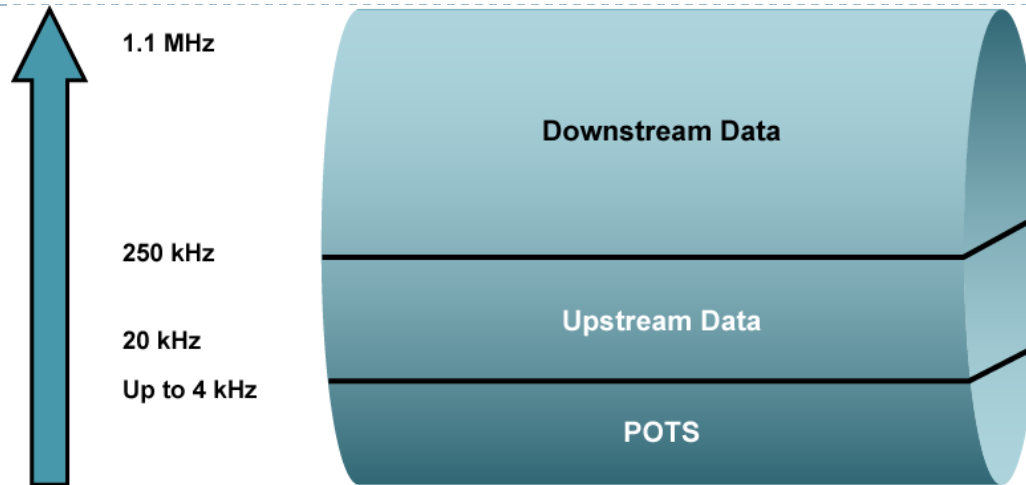 1.1 MHz
Downstream Data
250 kHz
Upstream Data
20 kHz
Up to 4 kHz
POTS